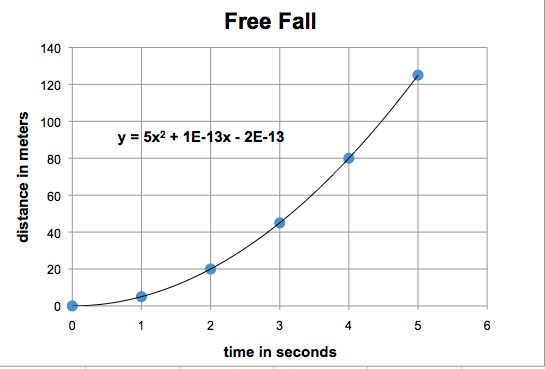 Free Fall
140
120
100
80
60
40
20
0
distance in meters
y = 5x² + 1E-13x - 2E-13
0 1 2 3 4 5 6
time in seconds